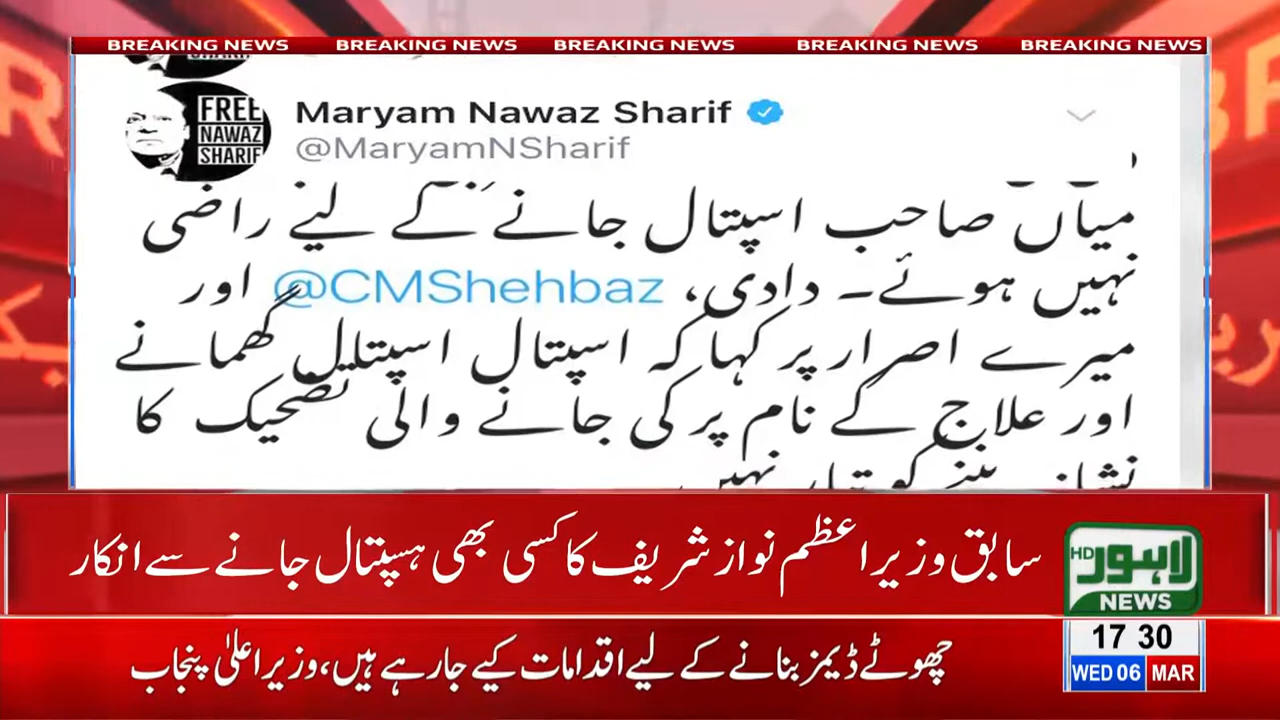 BREAKING NEWS BREAKING NEWS BREAKING NEWS BREAKING NEWS BREAKING NEWS
FREE
NAWAZ
SHARIF
Maryam Nawaz Sharif
@MaryamNSharif
میاں صاحب اسپتال جانے کے لیئے راضی
نہیں ہوئے۔ دادی، @CMShehbaz اور
میرے اصرار پر کہا کہ اسپتال اسپتال گھمانے
اور علاج کے نام پر کی جانے والی تضحیک کا
سابق وزیراعظم نواز شریف کا کسی بھی ہسپتال جانے سے انکار
HD
لاہور
NEWS
17 30
چھوٹے ڈیمز بنانے کے لیے اقدامات کیے جا رہے ہیں، وزیراعلیٰ پنجاب
WED 06 MAR